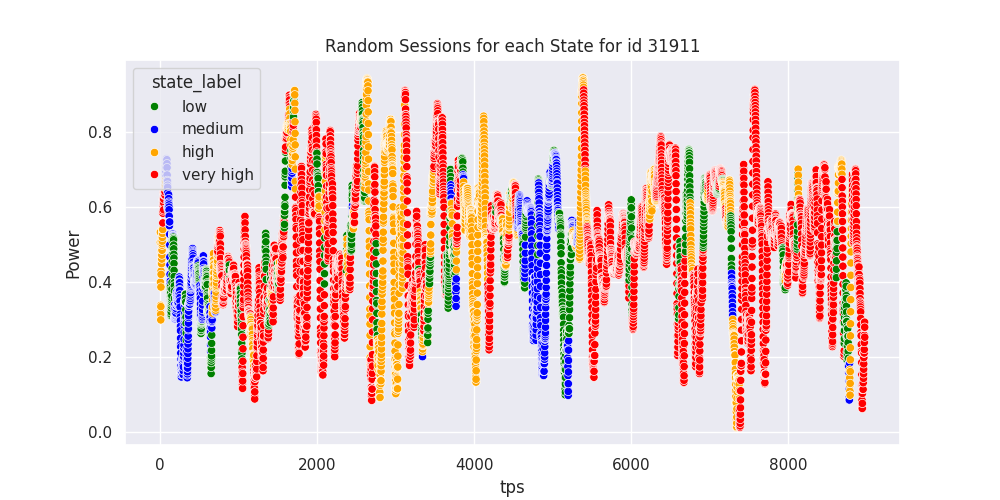 Random Sessions for each State for id 31911
state_label
low
medium
high
very high
Power
0.8
0.6
0.4
0.2
0.0
0 2000 4000 6000 8000
tps